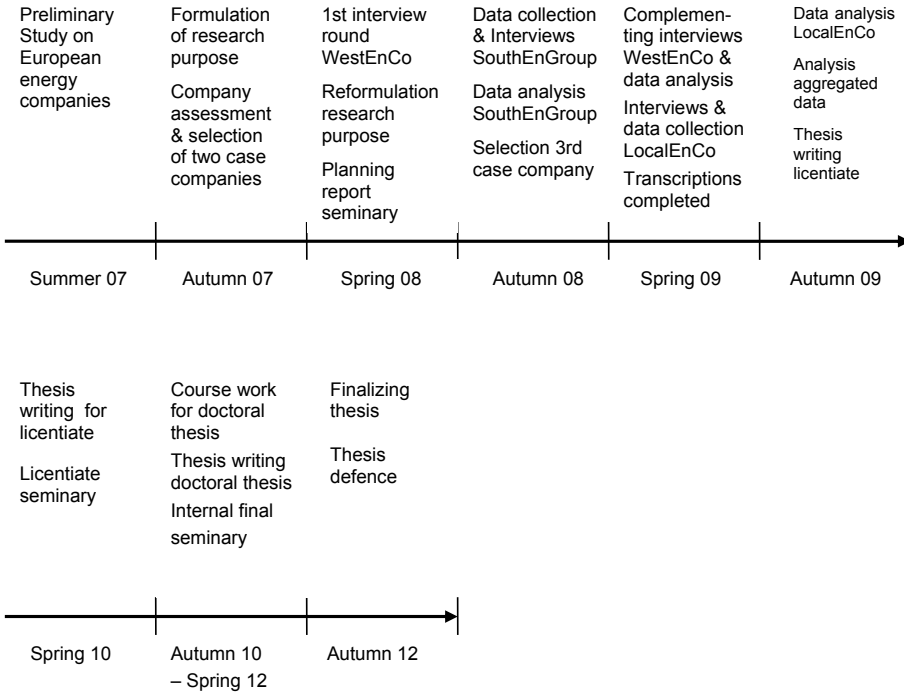 Preliminary
Study on
European
energy
companies
Formulation
of research
purpose
Company
assessment
& selection
of two case
companies
1st interview
round
WestEnCo
Reformulation
research
purpose
Planning
report
seminary
Data collection
& Interviews
SouthEnGroup
Data analysis
SouthEnGroup
Selection 3rd
case company
Complemen-
ting interviews
WestEnCo &
data analysis
Interviews &
data collection
LocalEnCo
Transcriptions
completed
Data analysis
LocalEnCo
Analysis
aggregated
data
Thesis
writing
licentiate
Summer 07
Autumn 07
Spring 08
Autumn 08
Spring 09
Autumn 09
Thesis
writing for
licentiate
Licentiate
seminary
Course work
for doctoral
thesis
Thesis writing
doctoral thesis
Internal final
seminary
Finalizing
thesis
Thesis
defence
Spring 10
Autumn 10
– Spring 12
Autumn 12